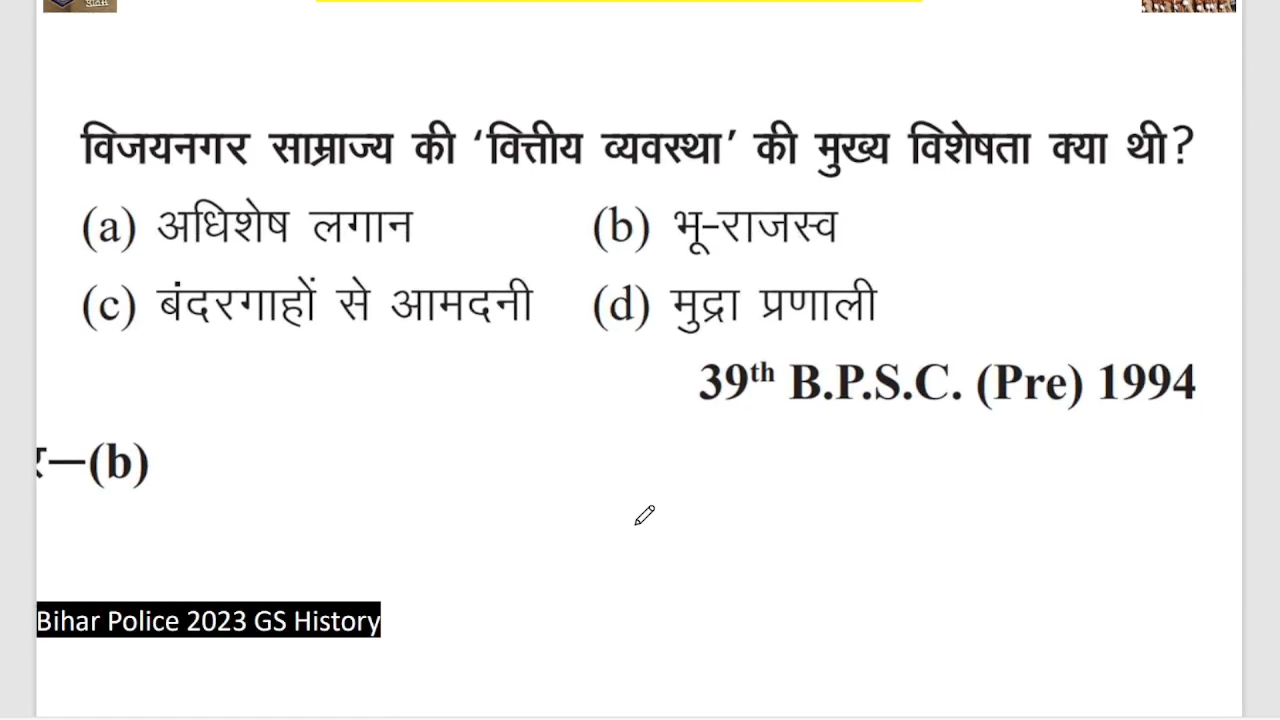 विजयनगर साम्राज्य की ‘वित्तीय व्यवस्था’ की मुख्य विशेषता क्या थी?
(a) अधिशेष लगान (b) भू-राजस्व
(c) बंदरगाहों से आमदनी (d) मुद्रा प्रणाली
39th B.P.S.C. (Pre) 1994
–(b)
Bihar Police 2023 GS History